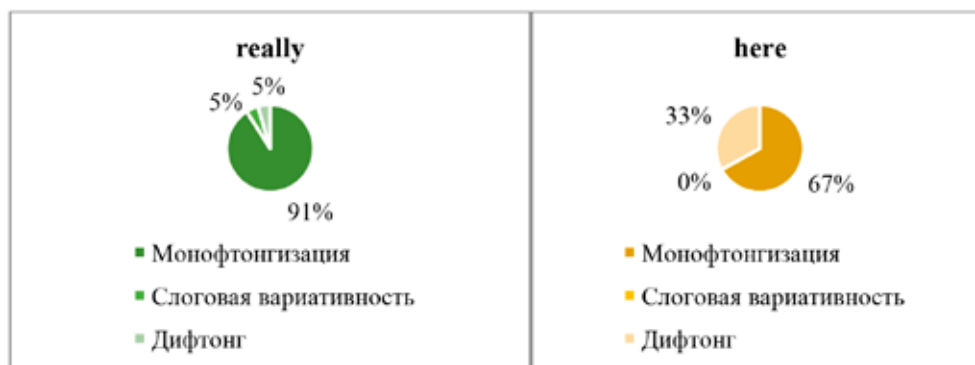 really
5%
5%
91%
Монофтонгизация
Слоговая вариативность
Дифтонг
here
33%
0%
67%
Монофтонгизация
Слоговая вариативность
Дифтонг